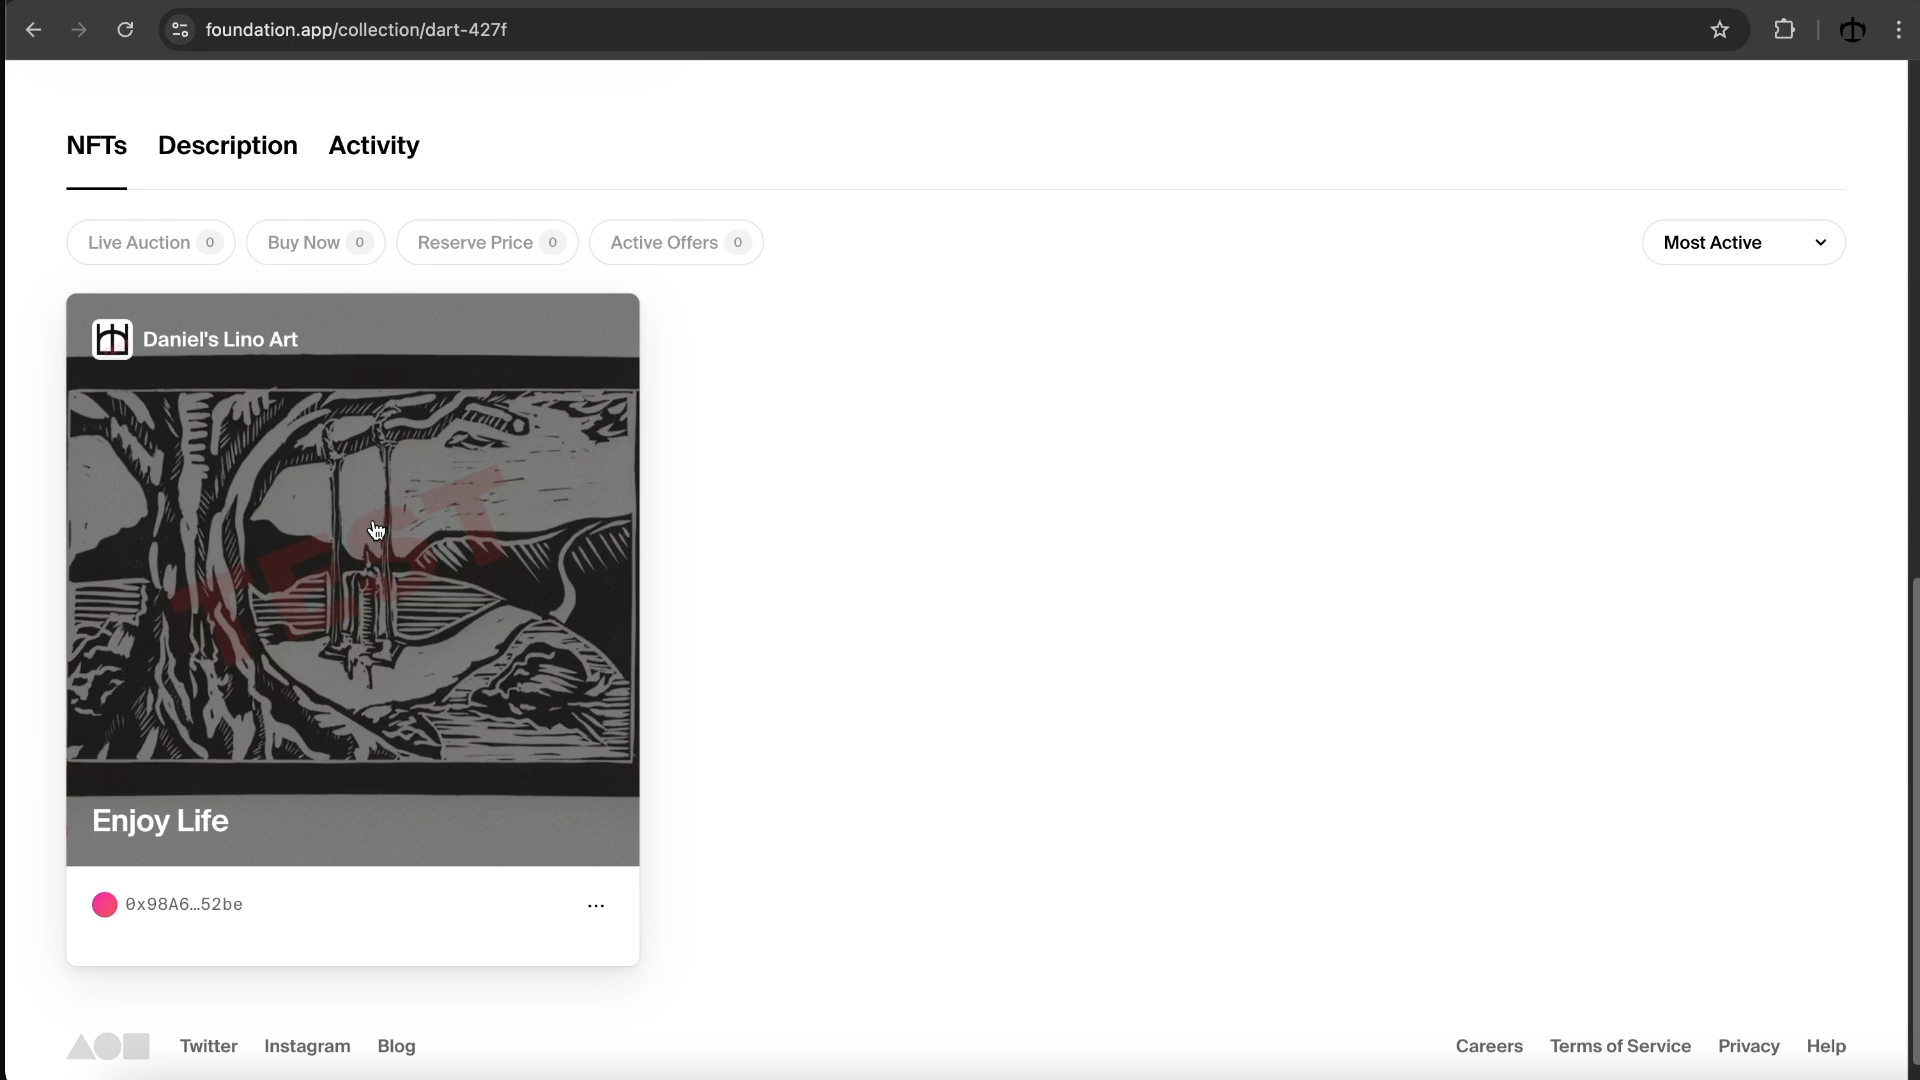 foundation.app/collection/dart-427f
NFTs Description Activity
Live Auction 0 Buy Now 0 Reserve Price 0 Active Offers 0 Most Active
Daniel's Lino Art
TEST
Enjoy Life
0x98A6...52be
Twitter Instagram Blog Careers Terms of Service Privacy Help